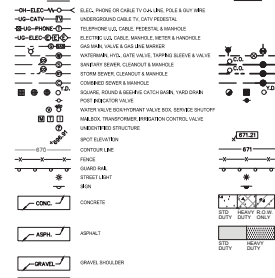 -OH-ELEC- ELEC, PHONE OR CABLE TV O.H. LINE, POLE & GUY WIRE
-UG-CATV- TV UNDERGROUND CABLE TV, CATV PEDESTAL
-UG-PHONE- T TELEPHONE U.G. CABLE, PEDESTAL & MANHOLE
-UG-ELEC- E E E ELECTRIC U.G. CABLE, MANHOLE, METER & HANDHOLE
GAS MAIN, VALVE & GAS LINE MARKER
WATERMAIN, HYD., GATE VALVE, TAPPING SLEEVE & VALVE
C.O. S SANITARY SEWER, CLEANOUT & MANHOLE C.O.
C.O. STORM SEWER, CLEANOUT & MANHOLE C.O.
COMBINED SEWER & MANHOLE
Y.D. SQUARE, ROUND & BEEHIVE CATCH BASIN, YARD DRAIN Y.D.
POST INDICATOR VALVE
WATER VALVE BOX/HYDRANT VALVE BOX, SERVICE SHUTOFF
M T I MAILBOX, TRANSFORMER, IRRIGATION CONTROL VALVE
? UNIDENTIFIED STRUCTURE
SPOT ELEVATION 671.21
670 CONTOUR LINE 671
x x x FENCE x x x
GUARD RAIL
STREET LIGHT
SIGN
CONC. CONCRETE
STD DUTY HEAVY DUTY R.O.W. ONLY
ASPH. ASPHALT
STD DUTY HEAVY DUTY
GRAVEL GRAVEL SHOULDER